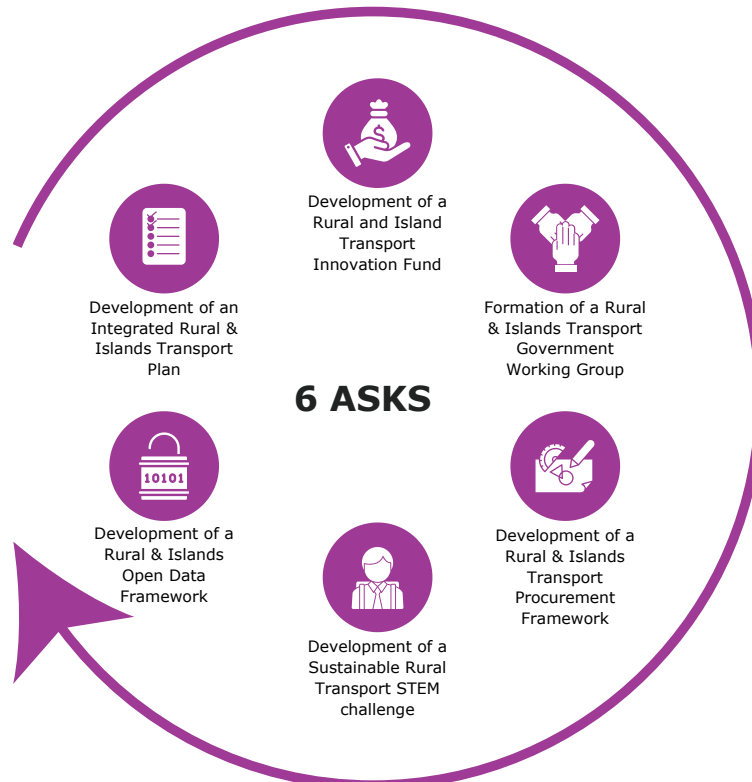 Development of a
Rural and Island
Transport
Innovation Fund
Development of an
Integrated Rural &
Islands Transport
Plan
Formation of a Rural
& Islands Transport
Government
Working Group
6 ASKS
10101
Development of a
Rural & Islands
Open Data
Framework
Development of a
Rural & Islands
Transport
Procurement
Framework
Development of a
Sustainable Rural
Transport STEM
challenge
$